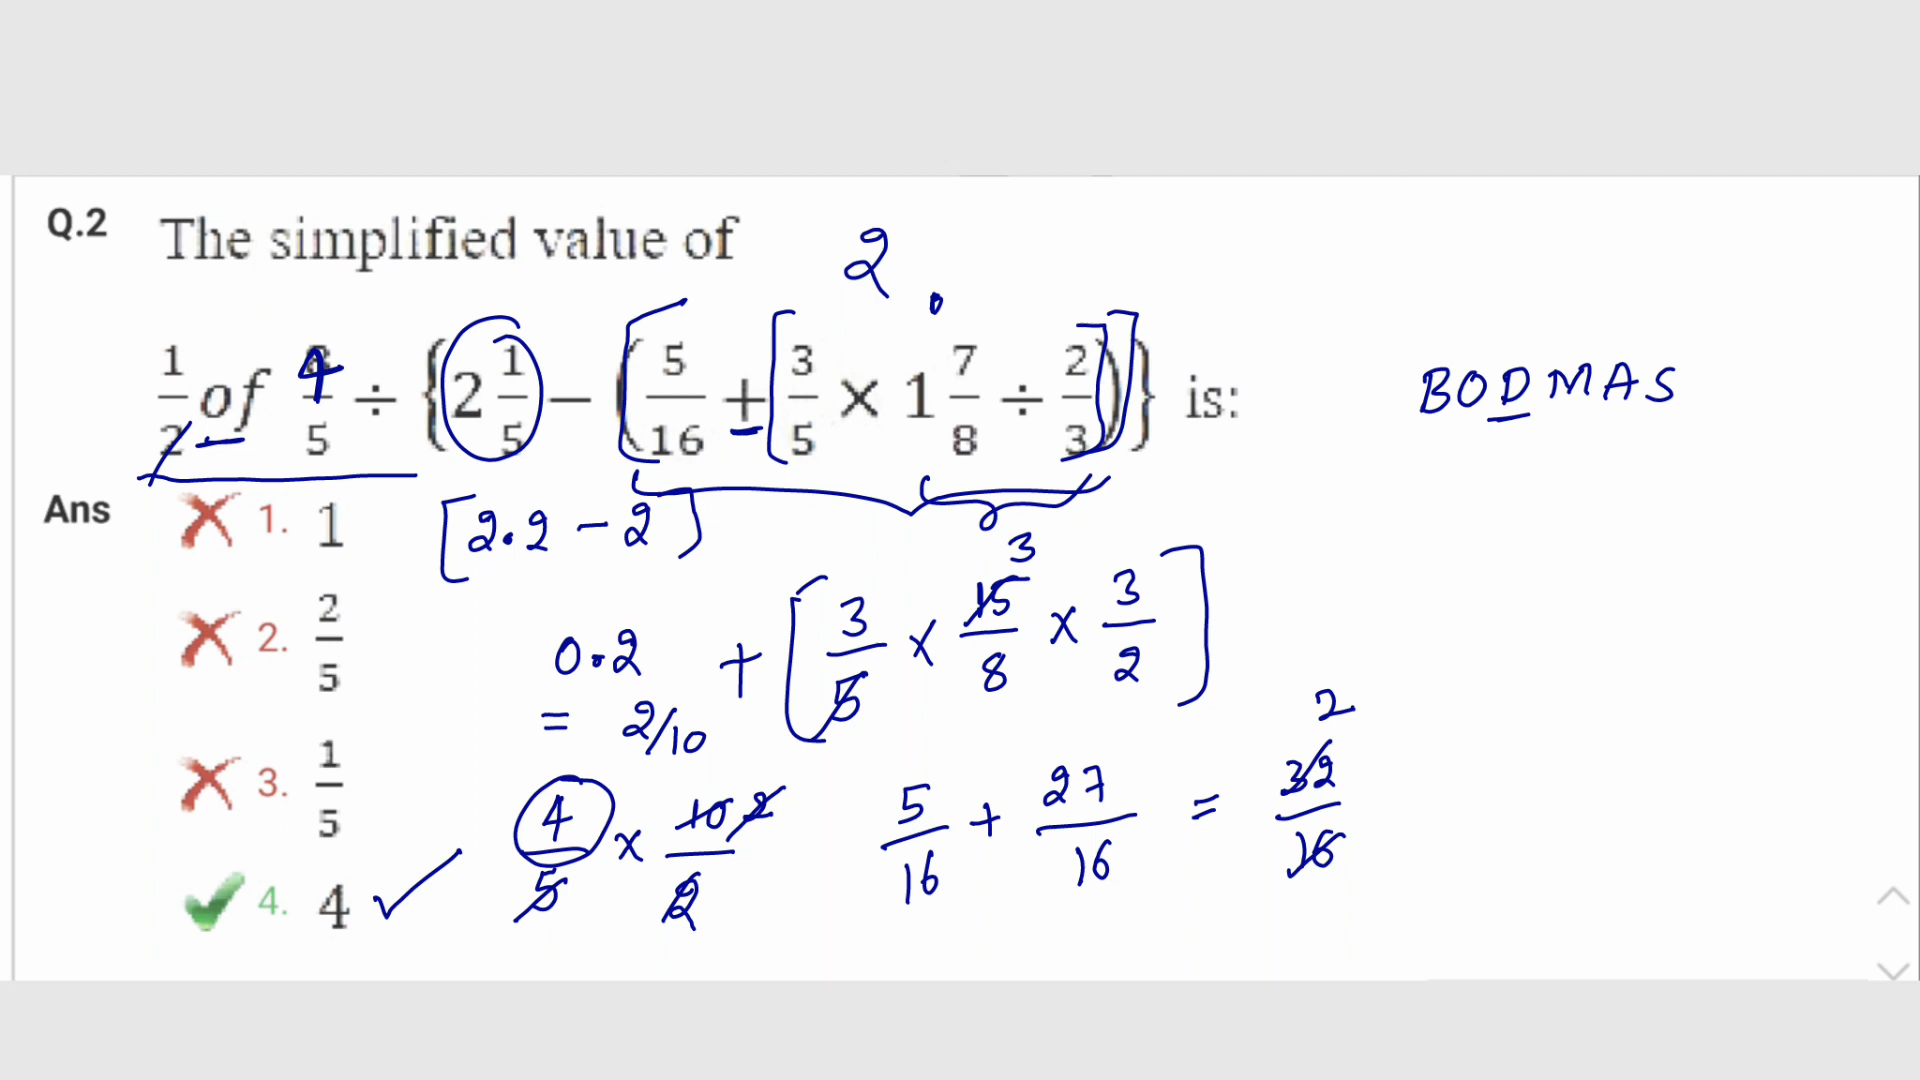 Q.2 The simplified value of
2 .
1/2 of 4/5 ÷ {2 1/5 − (5/16 + [3/5 × 1 7/8 ÷ 2/3])} is: BODMAS
Ans 1. 1
[2.2 − 2]
2. 2/5
0.2 + [3/5 × 15/8 × 3/2]
3
= 2/10
3. 1/5
4/5 × 10/2 2
5/16 + 27/16 = 32/16
2
4. 4